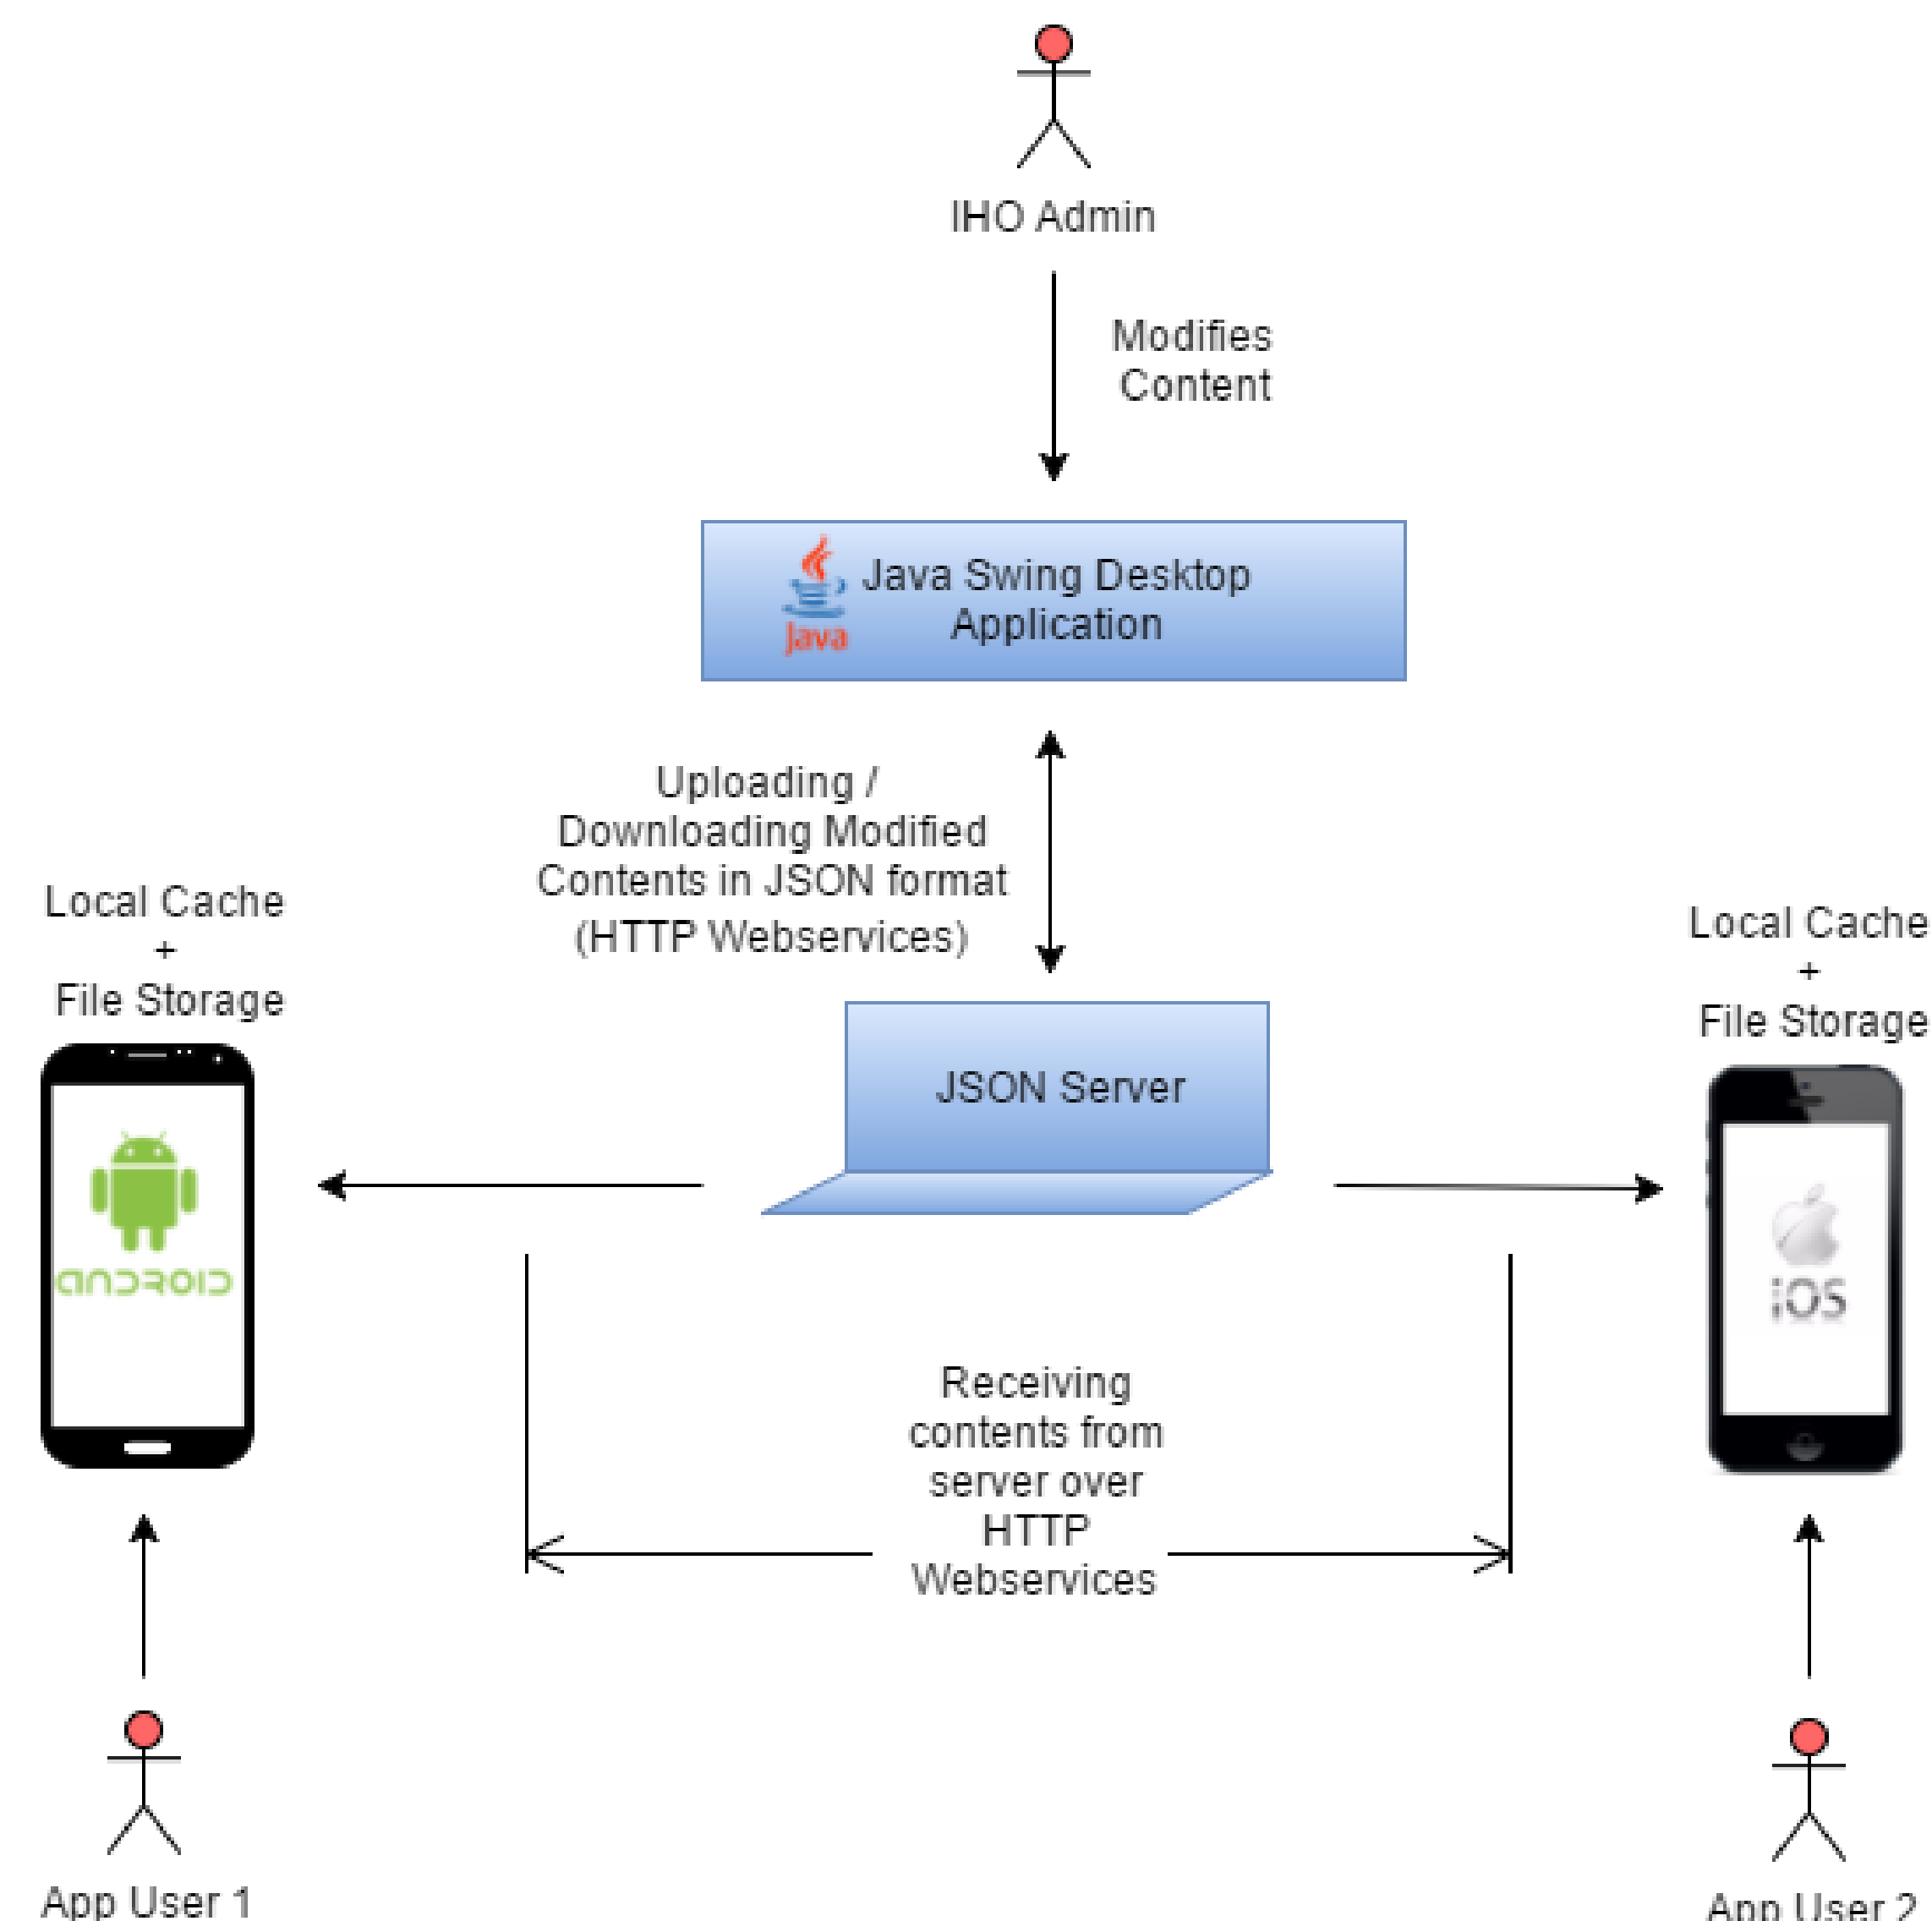 IHO Admin
Modifies
Content
Java
Java Swing Desktop
Application
Uploading /
Downloading Modified
Contents in JSON format
(HTTP Webservices)
Local Cache
+
File Storage
Local Cache
+
File Storage
JSON Server
ANDROID
iOS
Receiving
contents from
server over
HTTP
Webservices
App User 1
App User 2